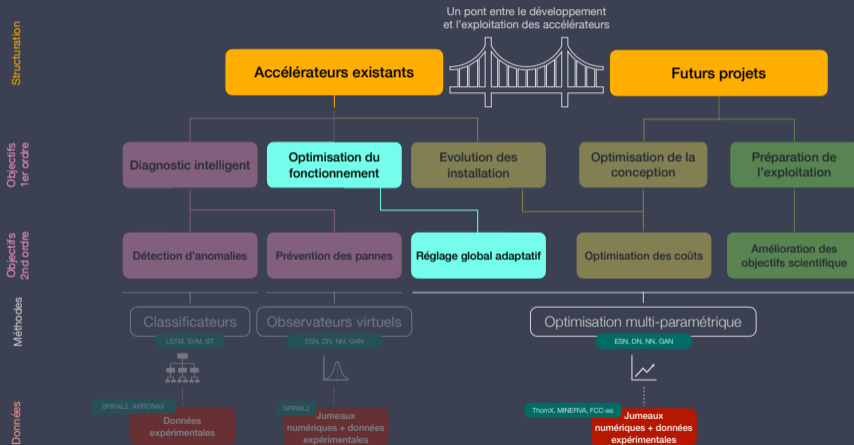 Un pont entre le développement
et l'exploitation des accélérateurs
Structuration
Accélérateurs existants
Futurs projets
Objectifs
1er ordre
Diagnostic intelligent
Optimisation du
fonctionnement
Evolution des
installation
Optimisation de la
conception
Préparation de
l'exploitation
Objectifs
2nd ordre
Détection d'anomalies
Prévention des pannes
Réglage global adaptatif
Optimisation des coûts
Amélioration des
objectifs scientifique
Méthodes
Classificateurs
LSTM, SVM, BT
Observateurs virtuels
ESN, DN, NN, GAN
Optimisation multi-paramétrique
ESN, DN, NN, GAN
Données
SPIRAL2, ARRONAX
Données
expérimentales
SPIRAL2
Jumeaux
numériques + données
expérimentales
ThomX, MINERVA, FCC-ee
Jumeaux
numériques + données
expérimentales